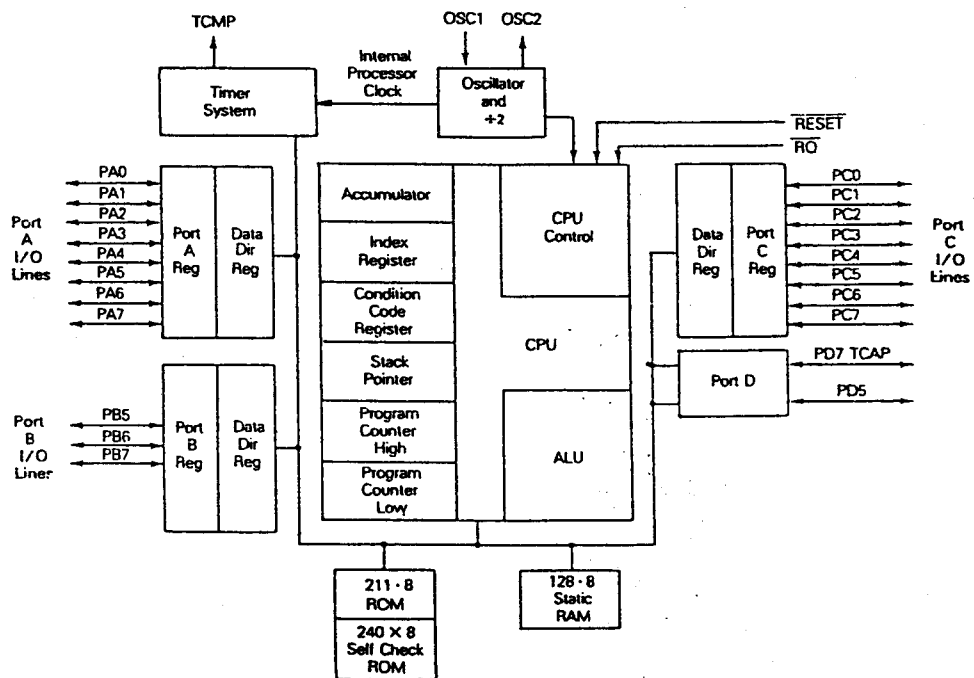 TCMP
OSC1
OSC2
Timer
System
Internal
Processor
Clock
Oscillator
and
÷2
RESET
RQ
Port
A
I/O
Lines
PA0
PA1
PA2
PA3
PA4
PA5
PA6
PA7
Port
A
Reg
Data
Dir
Reg
Accumulator
Index
Register
Condition
Code
Register
Stack
Pointer
Program
Counter
High
Program
Counter
Low
CPU
Control
CPU
ALU
Data
Dir
Reg
Port
C
Reg
PC0
PC1
PC2
PC3
PC4
PC5
PC6
PC7
Port
C
I/O
Lines
Port D
PD7 TCAP
PD5
Port
B
I/O
Lines
PB5
PB6
PB7
Port
B
Reg
Data
Dir
Reg
211 · 8
ROM
240 × 8
Self Check
ROM
128 · 8
Static
RAM